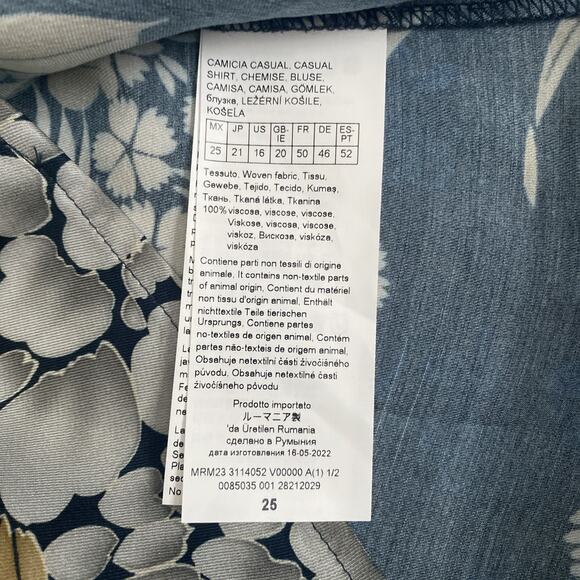 CAMICIA CASUAL, CASUAL
SHIRT, CHEMISE, BLUSE,
CAMISA, CAMISA, GÖMLEK,
блузка, LEŽÉRNÍ KOŠILE,
KOŠEĽA
MX JP US GB-IE FR DE ES-PT
25 21 16 20 50 46 52
Tessuto, Woven fabric, Tissu,
Gewebe, Tejido, Tecido, Kumaş,
Ткань, Tkaná látka, Tkanina
100% viscosa, viscose, viscose,
Viskose, viscosa, viscose,
viskoz, Вискоза, viskóza,
viskóza
Contiene parti non tessili di origine
animale, It contains non-textile parts
of animal origin, Contient du matériel
non tissu d'origin animal, Enthält
nichttextile Teile tierischen
Ursprungs, Contiene partes
no-textiles de origen animal, Contém
partes não-texteis de origem animal,
Obsahuje netextilní části živočišného
původu, Obsahuje netextilné časti
živočíšneho pôvodu
Prodotto importato
ルーマニア製
'da Üretilen Rumania
сделано в Румыния
дата изготовления 16-05-2022
MRM23 3114052 V00000 A(1) 1/2
0085035 001 28212029
25